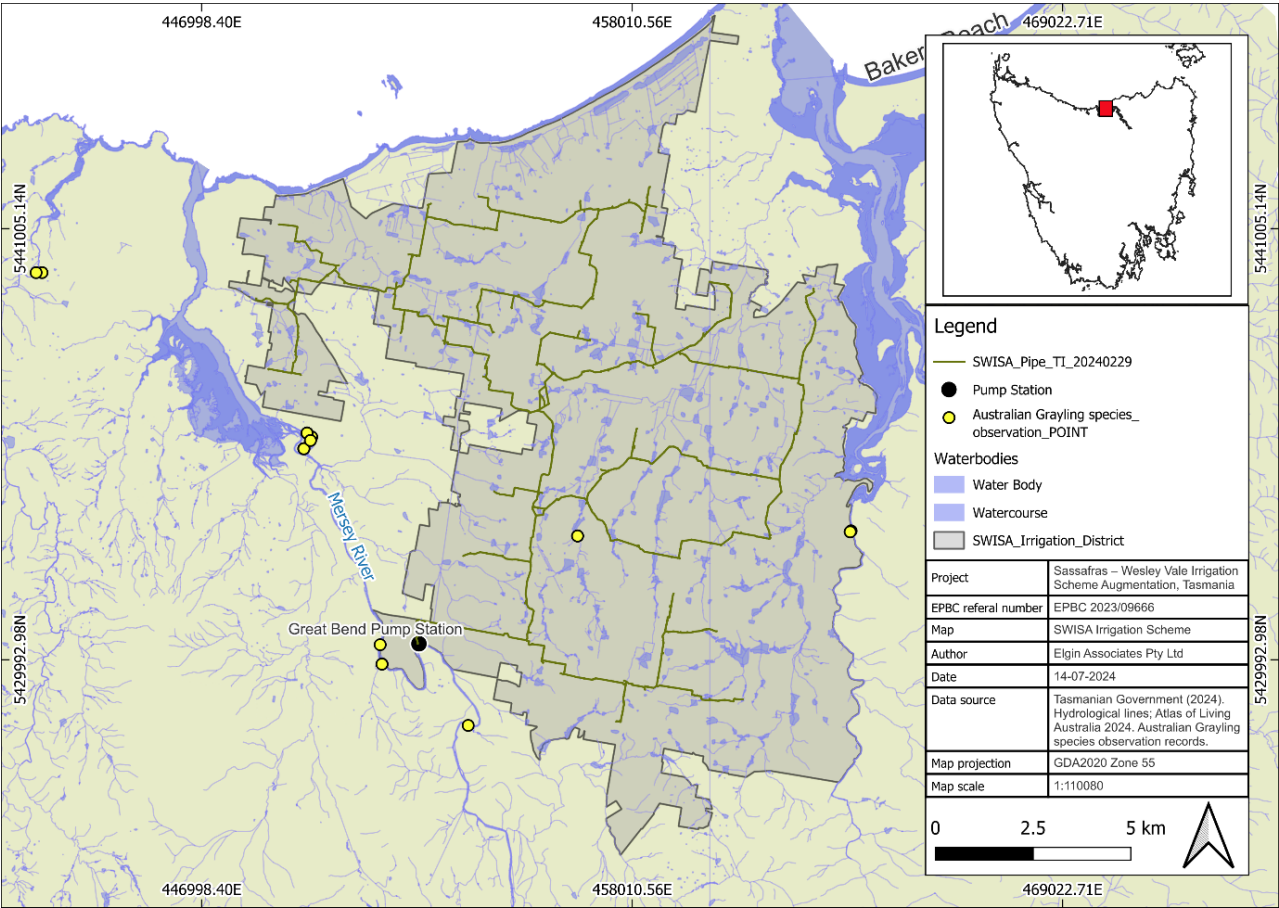 446998.40E
458010.56E
469022.71E
Bakers Beach
5441005.14N
5441005.14N
Legend
SWISA_Pipe_TI_20240229
Pump Station
Australian Grayling species_
observation_POINT
Waterbodies
Water Body
Watercourse
SWISA_Irrigation_District
Mersey River
Great Bend Pump Station
5429992.98N
5429992.98N
Project
Sassafras – Wesley Vale Irrigation
Scheme Augmentation, Tasmania
EPBC referal number
EPBC 2023/09666
Map
SWISA Irrigation Scheme
Author
Elgin Associates Pty Ltd
Date
14-07-2024
Data source
Tasmanian Government (2024).
Hydrological lines; Atlas of Living
Australia 2024. Australian Grayling
species observation records.
Map projection
GDA2020 Zone 55
Map scale
1:110080
0 2.5 5 km
446998.40E
458010.56E
469022.71E